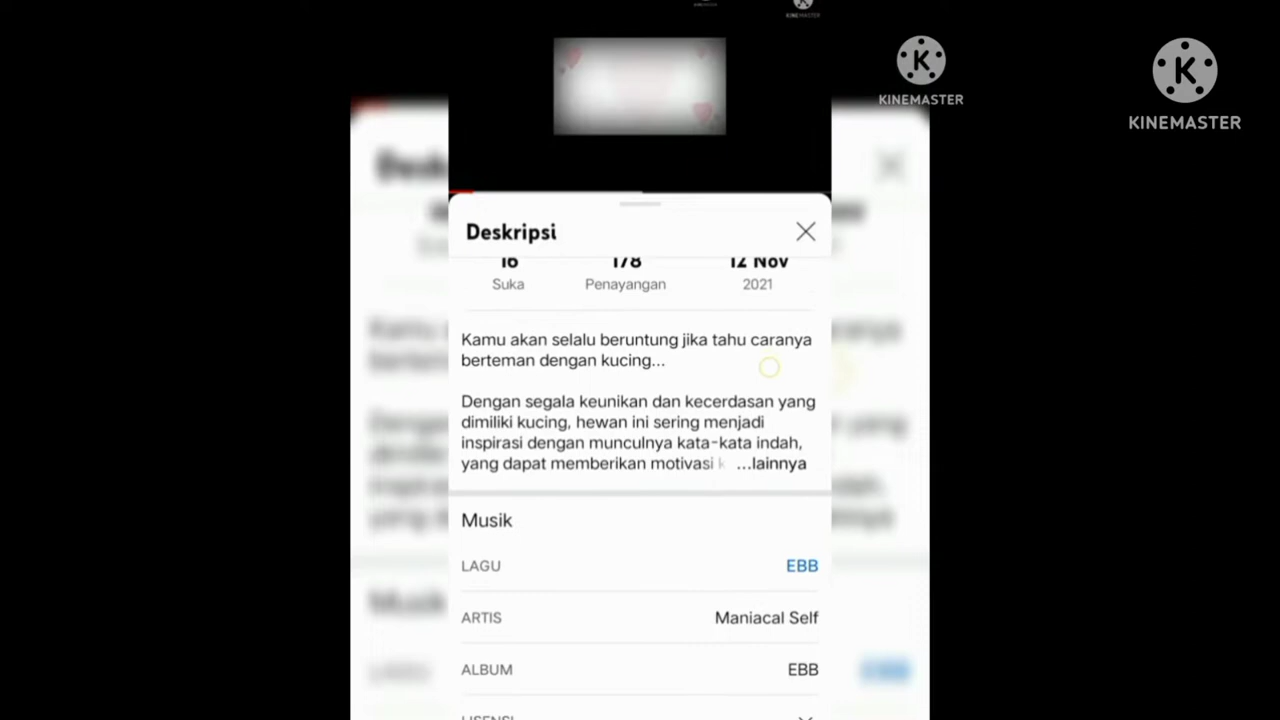 KINEMASTER
KINEMASTER
KINEMASTER
Deskripsi
16 178 12 Nov
Suka Penayangan 2021
Kamu akan selalu beruntung jika tahu caranya
berteman dengan kucing...
Dengan segala keunikan dan kecerdasan yang
dimiliki kucing, hewan ini sering menjadi
inspirasi dengan munculnya kata-kata indah,
yang dapat memberikan motivasi ...lainnya
Musik
LAGU EBB
ARTIS Maniacal Self
ALBUM EBB
LISENSI